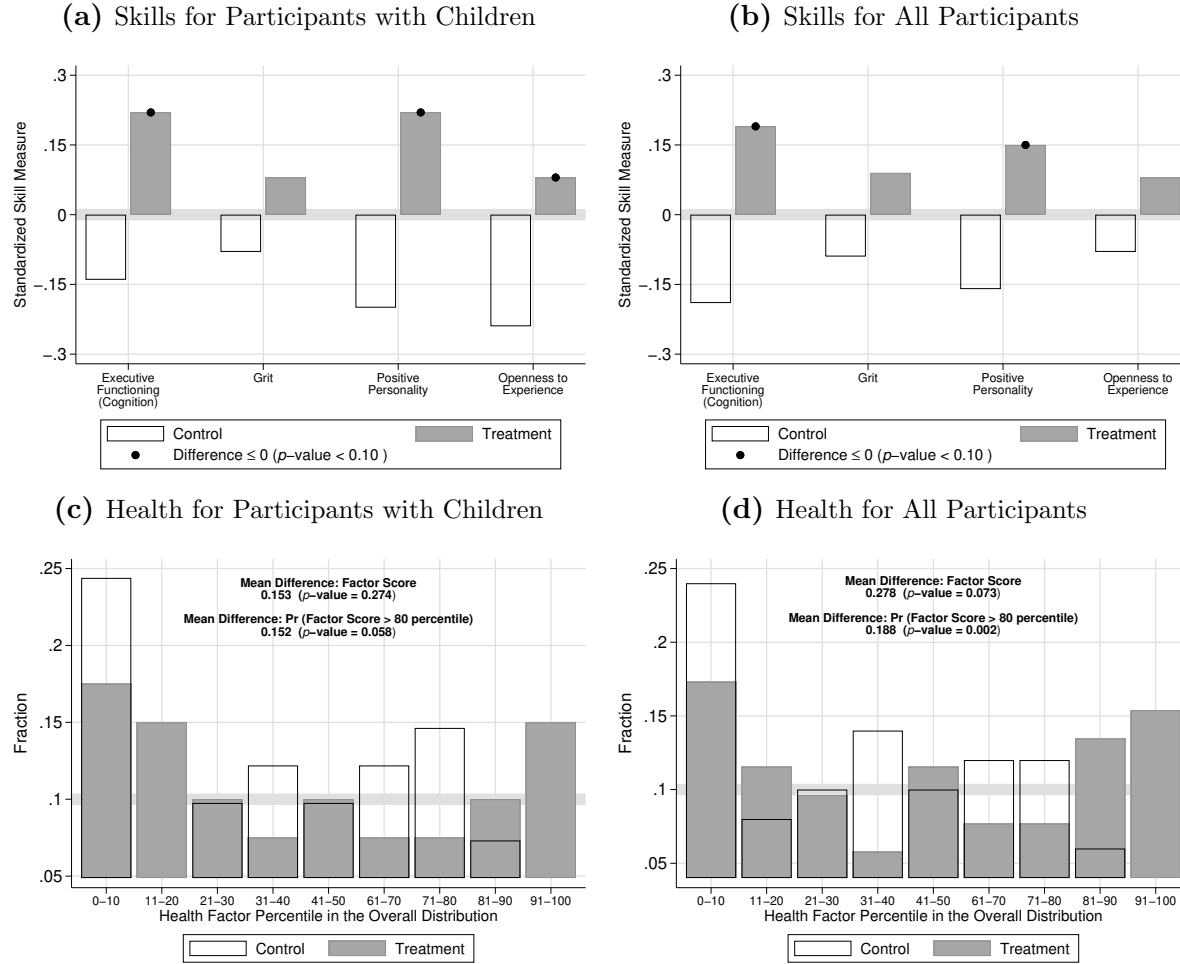 (a) Skills for Participants with Children
.3
.15
0
−.15
−.3
Standardized Skill Measure
Executive
Functioning
(Cognition)
Grit
Positive
Personality
Openness to
Experience
Control
Treatment
Difference ≤ 0 (p−value < 0.10 )
(b) Skills for All Participants
.3
.15
0
−.15
−.3
Standardized Skill Measure
Executive
Functioning
(Cognition)
Grit
Positive
Personality
Openness to
Experience
Control
Treatment
Difference ≤ 0 (p−value < 0.10 )
(c) Health for Participants with Children
.25
.2
.15
.1
.05
Fraction
Mean Difference: Factor Score
0.153 (p−value = 0.274)
Mean Difference: Pr (Factor Score > 80 percentile)
0.152 (p−value = 0.058)
0−10 11−20 21−30 31−40 41−50 61−70 71−80 81−90 91−100
Health Factor Percentile in the Overall Distribution
Control
Treatment
(d) Health for All Participants
.25
.2
.15
.1
.05
Fraction
Mean Difference: Factor Score
0.278 (p−value = 0.073)
Mean Difference: Pr (Factor Score > 80 percentile)
0.188 (p−value = 0.002)
0−10 11−20 21−30 31−40 41−50 61−70 71−80 81−90 91−100
Health Factor Percentile in the Overall Distribution
Control
Treatment